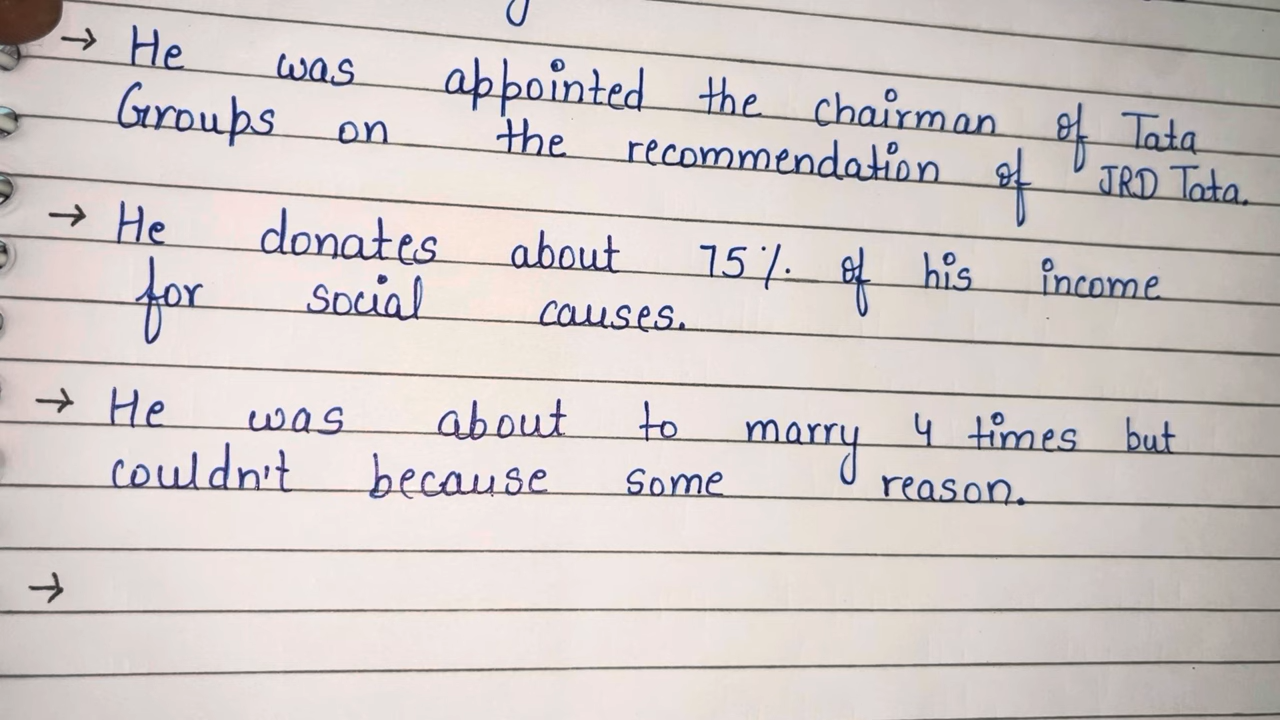 → He was appointed the chairman of Tata
Groups on the recommendation of JRD Tata.
→ He donates about 75% of his income
for social causes.
→ He was about to marry 4 times but
couldn't because some reason.
→